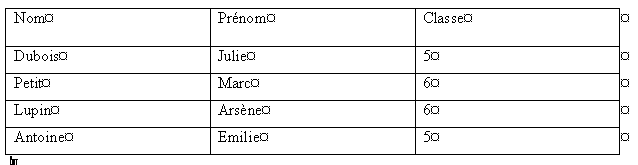 Nom¤ Prénom¤ Classe¤ ¤
Dubois¤ Julie¤ 5¤ ¤
Petit¤ Marc¤ 6¤ ¤
Lupin¤ Arsène¤ 6¤ ¤
Antoine¤ Emilie¤ 5¤ ¤